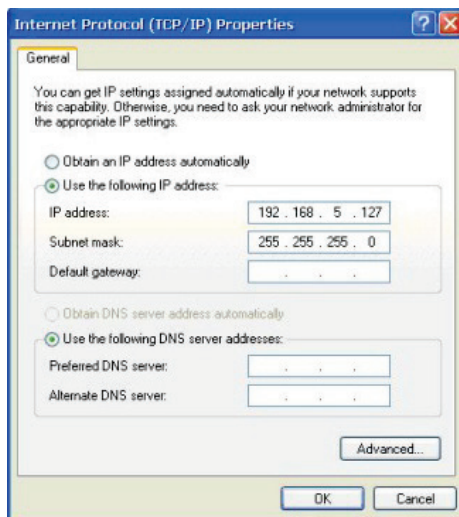 Internet Protocol (TCP/IP) Properties
General
You can get IP settings assigned automatically if your network supports
this capability. Otherwise, you need to ask your network administrator for
the appropriate IP settings.
Obtain an IP address automatically
Use the following IP address:
IP address: 192 . 168 . 5 . 127
Subnet mask: 255 . 255 . 255 . 0
Default gateway: . . .
Obtain DNS server address automatically
Use the following DNS server addresses:
Preferred DNS server: . . .
Alternate DNS server: . . .
Advanced...
OK Cancel